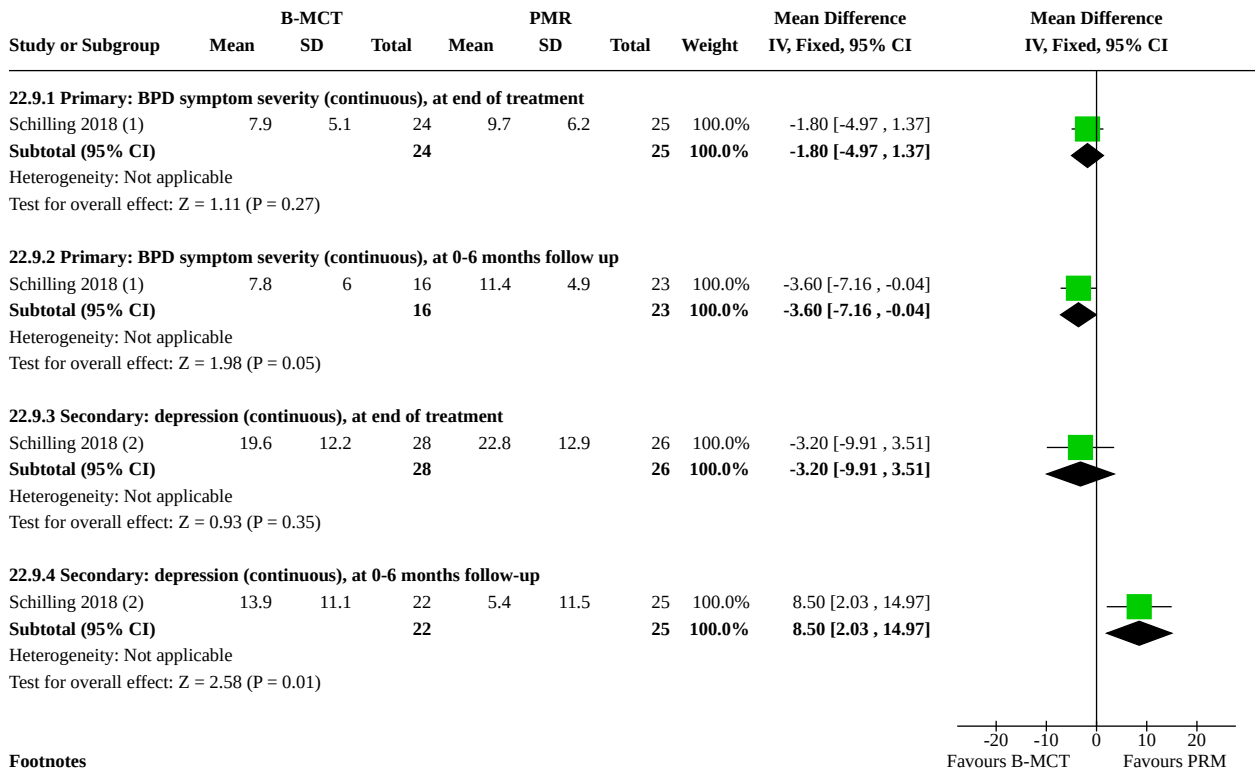 B-MCT PMR Mean Difference Mean Difference
Study or Subgroup Mean SD Total Mean SD Total Weight IV, Fixed, 95% CI IV, Fixed, 95% CI
22.9.1 Primary: BPD symptom severity (continuous), at end of treatment
Schilling 2018 (1) 7.9 5.1 24 9.7 6.2 25 100.0% -1.80 [-4.97 , 1.37]
Subtotal (95% CI) 24 25 100.0% -1.80 [-4.97 , 1.37]
Heterogeneity: Not applicable
Test for overall effect: Z = 1.11 (P = 0.27)
22.9.2 Primary: BPD symptom severity (continuous), at 0-6 months follow up
Schilling 2018 (1) 7.8 6 16 11.4 4.9 23 100.0% -3.60 [-7.16 , -0.04]
Subtotal (95% CI) 16 23 100.0% -3.60 [-7.16 , -0.04]
Heterogeneity: Not applicable
Test for overall effect: Z = 1.98 (P = 0.05)
22.9.3 Secondary: depression (continuous), at end of treatment
Schilling 2018 (2) 19.6 12.2 28 22.8 12.9 26 100.0% -3.20 [-9.91 , 3.51]
Subtotal (95% CI) 28 26 100.0% -3.20 [-9.91 , 3.51]
Heterogeneity: Not applicable
Test for overall effect: Z = 0.93 (P = 0.35)
22.9.4 Secondary: depression (continuous), at 0-6 months follow-up
Schilling 2018 (2) 13.9 11.1 22 5.4 11.5 25 100.0% 8.50 [2.03 , 14.97]
Subtotal (95% CI) 22 25 100.0% 8.50 [2.03 , 14.97]
Heterogeneity: Not applicable
Test for overall effect: Z = 2.58 (P = 0.01)
-20 -10 0 10 20
Footnotes Favours B-MCT Favours PRM